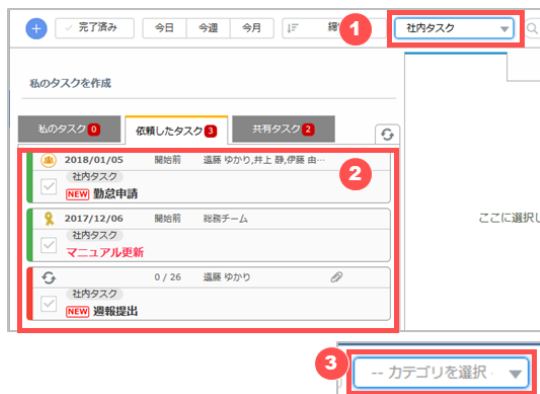 完了済み 今日 今週 今月 1 社内タスク
私のタスクを作成
私のタスク 0 依頼したタスク 3 共有タスク 2
2018/01/05 開始前 遠藤 ゆかり,井上 静,伊藤 由… 2
社内タスク
NEW 勤怠申請
2017/12/06 開始前 総務チーム
社内タスク
マニュアル更新
ここに選択し
0 / 26 遠藤 ゆかり
社内タスク
NEW 週報提出
3 -- カテゴリを選択 -